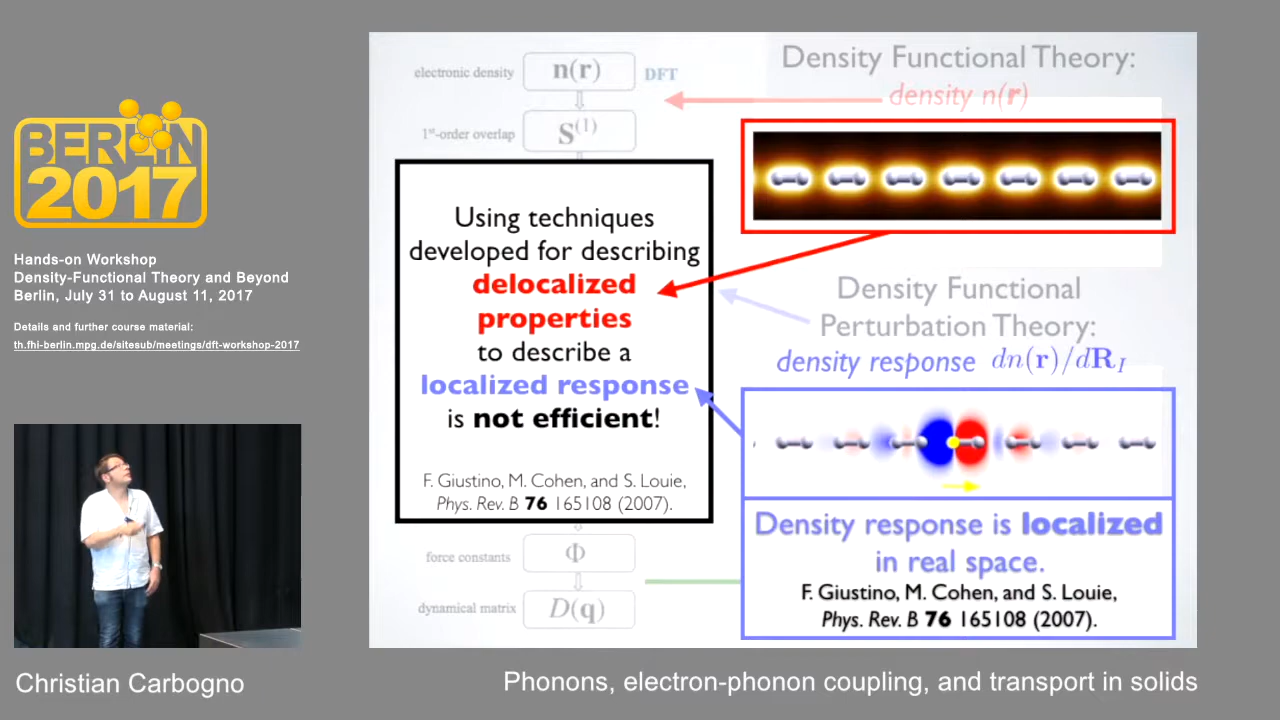 BERLIN
2017
Hands-on Workshop
Density-Functional Theory and Beyond
Berlin, July 31 to August 11, 2017
Details and further course material:
th.fhi-berlin.mpg.de/sitesub/meetings/dft-workshop-2017
electronic density n(r) DFT
1st-order overlap S(1)
Using techniques
developed for describing
delocalized
properties
to describe a
localized response
is not efficient!
F. Giustino, M. Cohen, and S. Louie,
Phys. Rev. B 76 165108 (2007).
force constants Φ
dynamical matrix D(q)
Density Functional Theory:
density n(r)
Density Functional
Perturbation Theory:
density response dn(r)/dR_I
Density response is localized
in real space.
F. Giustino, M. Cohen, and S. Louie,
Phys. Rev. B 76 165108 (2007).
Christian Carbogno
Phonons, electron-phonon coupling, and transport in solids